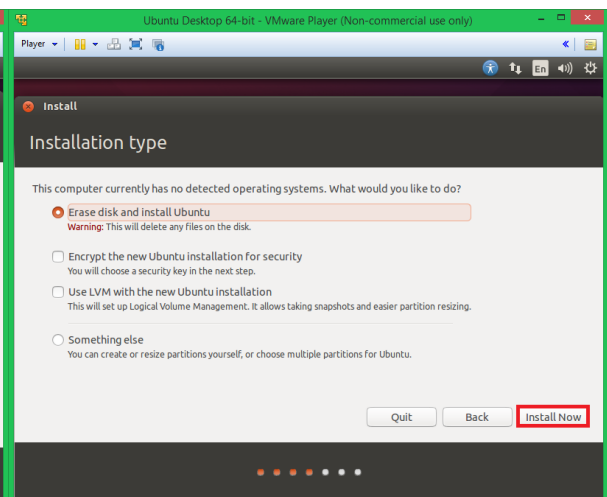 Ubuntu Desktop 64-bit - VMware Player (Non-commercial use only)
Player
En
Install
Installation type
This computer currently has no detected operating systems. What would you like to do?
Erase disk and install Ubuntu
Warning: This will delete any files on the disk.
Encrypt the new Ubuntu installation for security
You will choose a security key in the next step.
Use LVM with the new Ubuntu installation
This will set up Logical Volume Management. It allows taking snapshots and easier partition resizing.
Something else
You can create or resize partitions yourself, or choose multiple partitions for Ubuntu.
Quit Back Install Now